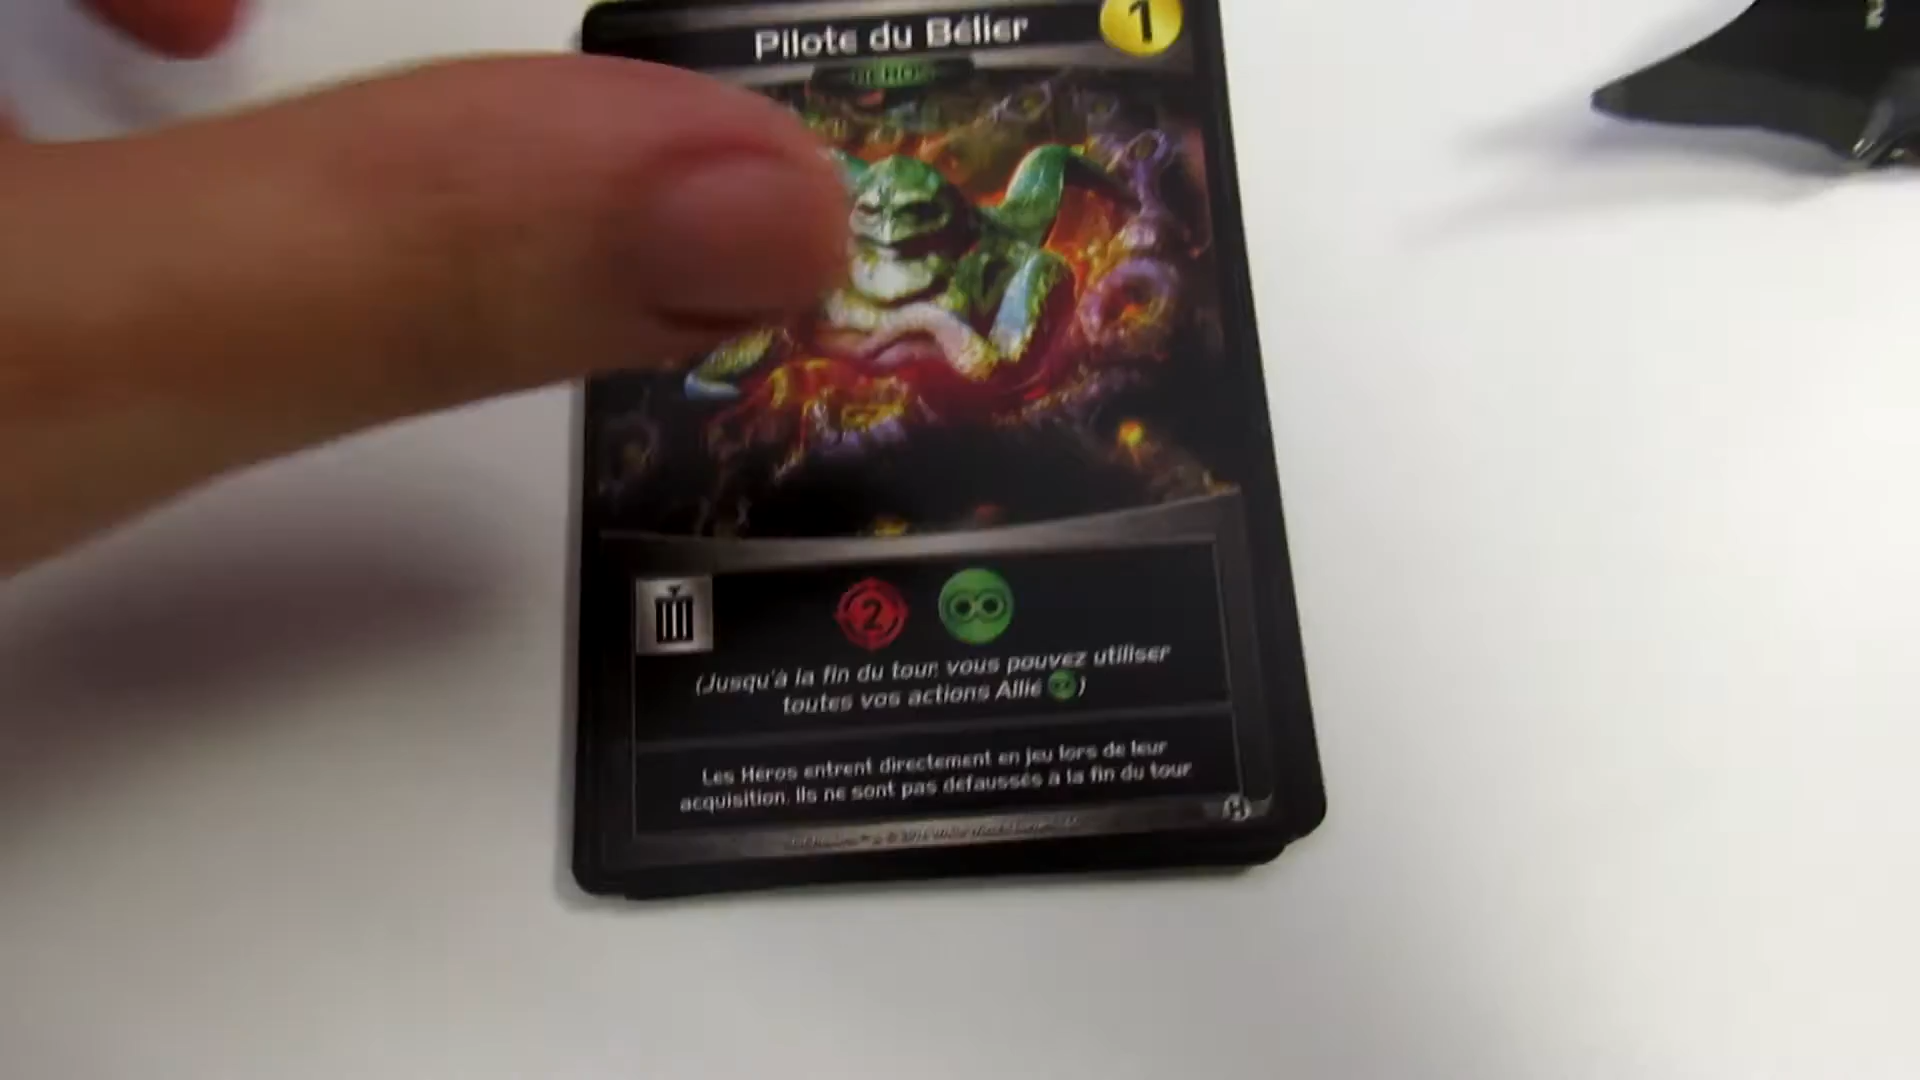 Pilote du Bélier
1
HÉROS
2
(Jusqu'à la fin du tour, vous pouvez utiliser
toutes vos actions Allié )
Les Héros entrent directement en jeu lors de leur
acquisition. Ils ne sont pas défaussés à la fin du tour.